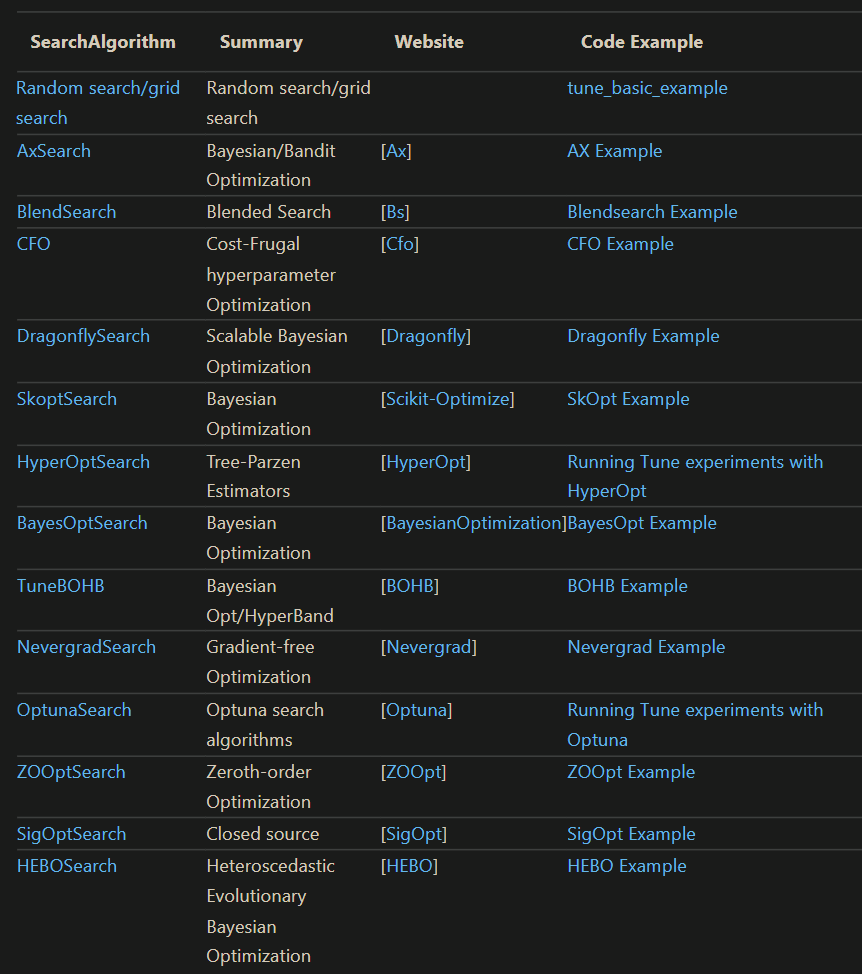 SearchAlgorithm Summary Website Code Example
Random search/grid search Random search/grid search tune_basic_example
AxSearch Bayesian/Bandit Optimization [Ax] AX Example
BlendSearch Blended Search [Bs] Blendsearch Example
CFO Cost-Frugal hyperparameter Optimization [Cfo] CFO Example
DragonflySearch Scalable Bayesian Optimization [Dragonfly] Dragonfly Example
SkoptSearch Bayesian Optimization [Scikit-Optimize] SkOpt Example
HyperOptSearch Tree-Parzen Estimators [HyperOpt] Running Tune experiments with HyperOpt
BayesOptSearch Bayesian Optimization [BayesianOptimization] BayesOpt Example
TuneBOHB Bayesian Opt/HyperBand [BOHB] BOHB Example
NevergradSearch Gradient-free Optimization [Nevergrad] Nevergrad Example
OptunaSearch Optuna search algorithms [Optuna] Running Tune experiments with Optuna
ZOOptSearch Zeroth-order Optimization [ZOOpt] ZOOpt Example
SigOptSearch Closed source [SigOpt] SigOpt Example
HEBOSearch Heteroscedastic Evolutionary Bayesian Optimization [HEBO] HEBO Example